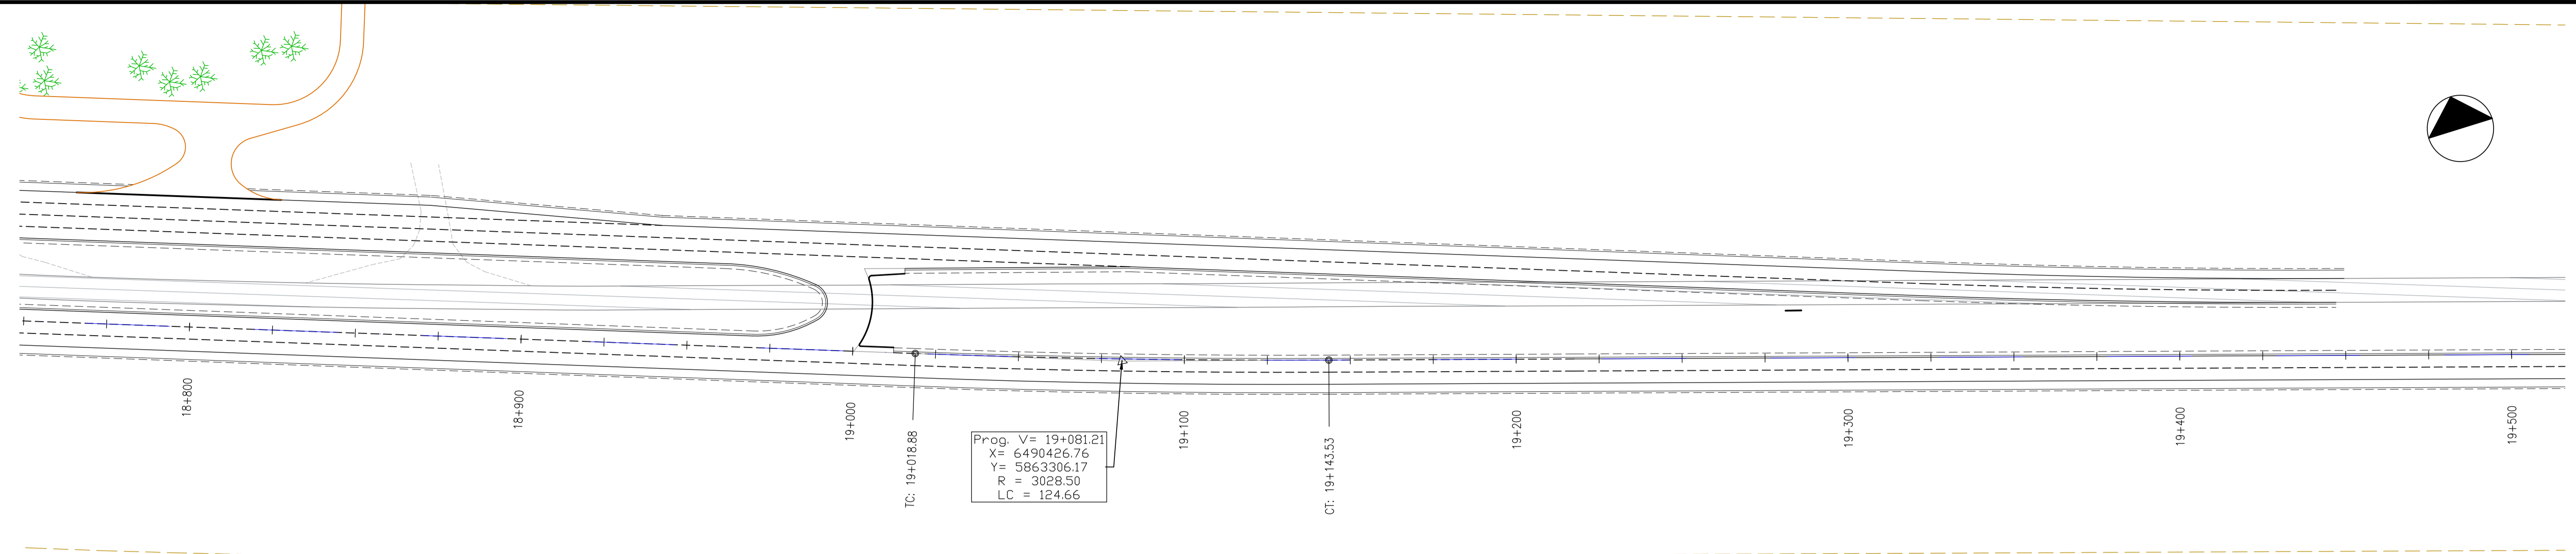 18+800
18+900
19+000
TC: 19+018.88
Prog. V= 19+081.21
X= 6490426.76
Y= 5863306.17
R = 3028.50
LC = 124.66
19+100
CT: 19+143.53
19+200
19+300
19+400
19+500